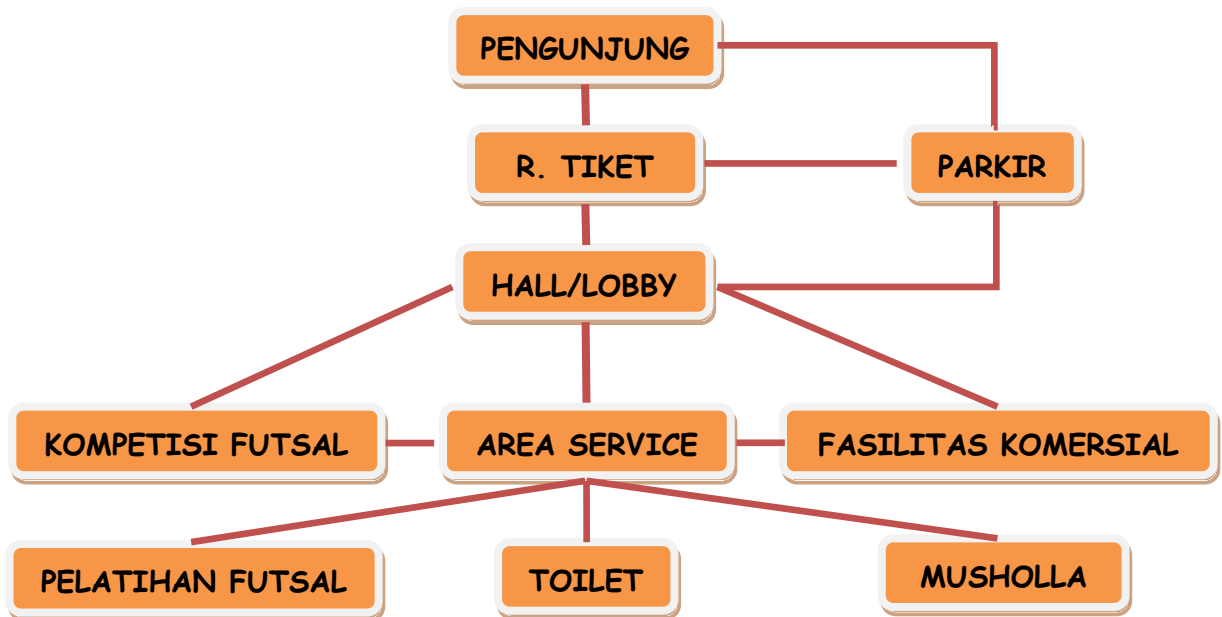 PENGUNJUNG
R. TIKET
PARKIR
HALL/LOBBY
KOMPETISI FUTSAL
AREA SERVICE
FASILITAS KOMERSIAL
PELATIHAN FUTSAL
TOILET
MUSHOLLA